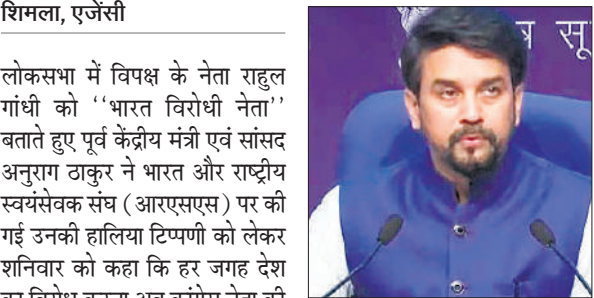 शिमला, एजेंसी
लोकसभा में विपक्ष के नेता राहुल
गांधी को ‘‘भारत विरोधी नेता’’
बताते हुए पूर्व केंद्रीय मंत्री एवं सांसद
अनुराग ठाकुर ने भारत और राष्ट्रीय
स्वयंसेवक संघ (आरएसएस) पर की
गई उनकी हालिया टिप्पणी को लेकर
शनिवार को कहा कि हर जगह देश
सू